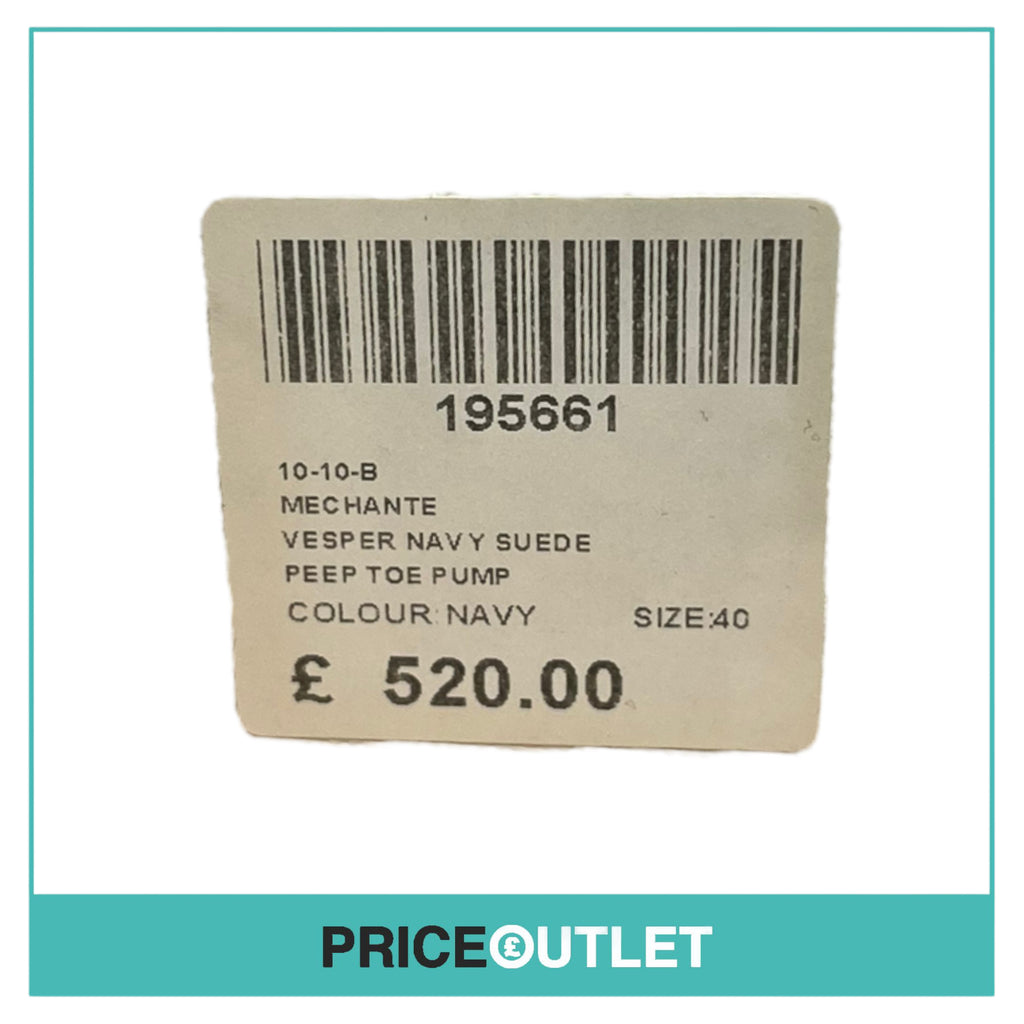 195661
10-10-B
MECHANTE
VESPER NAVY SUEDE
PEEP TOE PUMP
COLOUR: NAVY SIZE:40
£ 520.00
PRICE£OUTLET